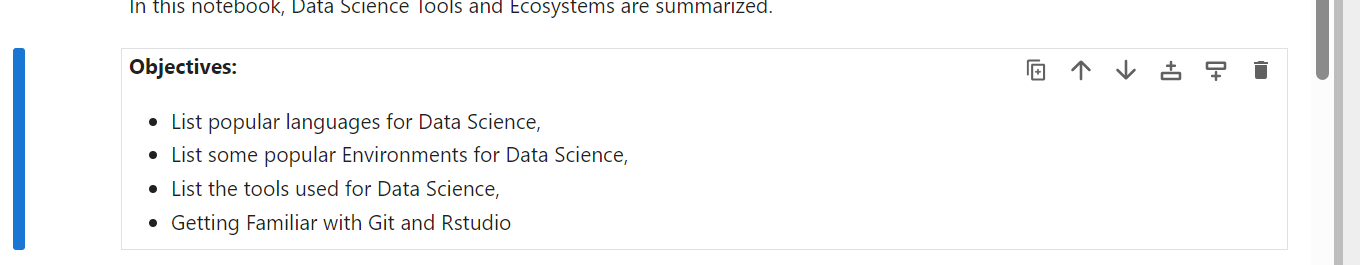 In this notebook, Data Science Tools and Ecosystems are summarized.
Objectives:
List popular languages for Data Science,
List some popular Environments for Data Science,
List the tools used for Data Science,
Getting Familiar with Git and Rstudio